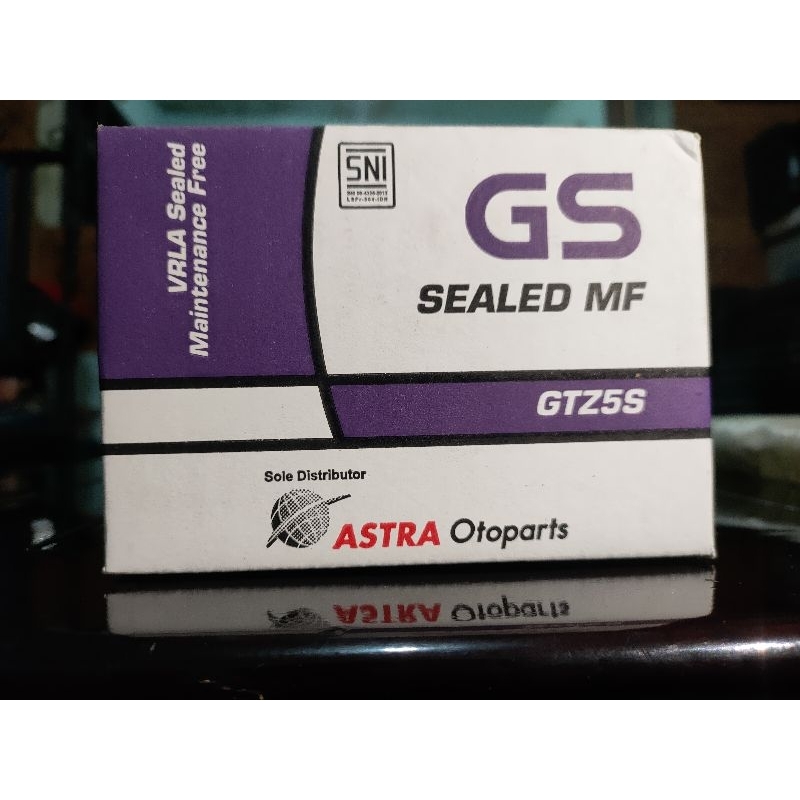 VRLA Sealed
Maintenance Free
SNI
GS
SEALED MF
GTZ5S
Sole Distributor
ASTRA Otoparts